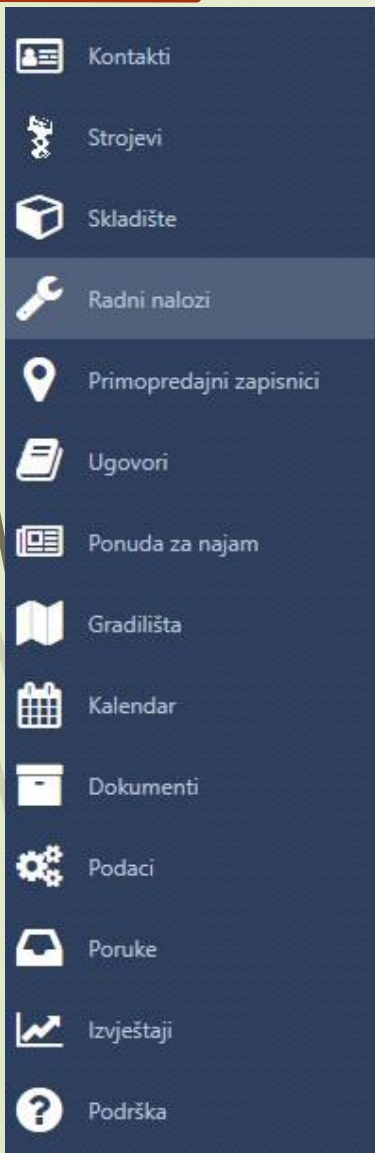 Kontakti
Strojevi
Skladište
Radni nalozi
Primopredajni zapisnici
Ugovori
Ponuda za najam
Gradilišta
Kalendar
Dokumenti
Podaci
Poruke
Izvještaji
Podrška